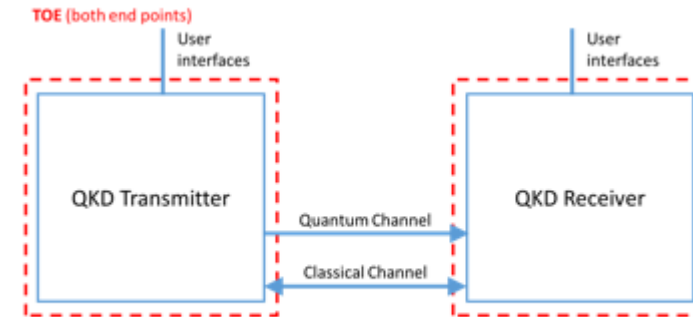 TOE (both end points)
User
interfaces
User
interfaces
QKD Transmitter
QKD Receiver
Quantum Channel
Classical Channel